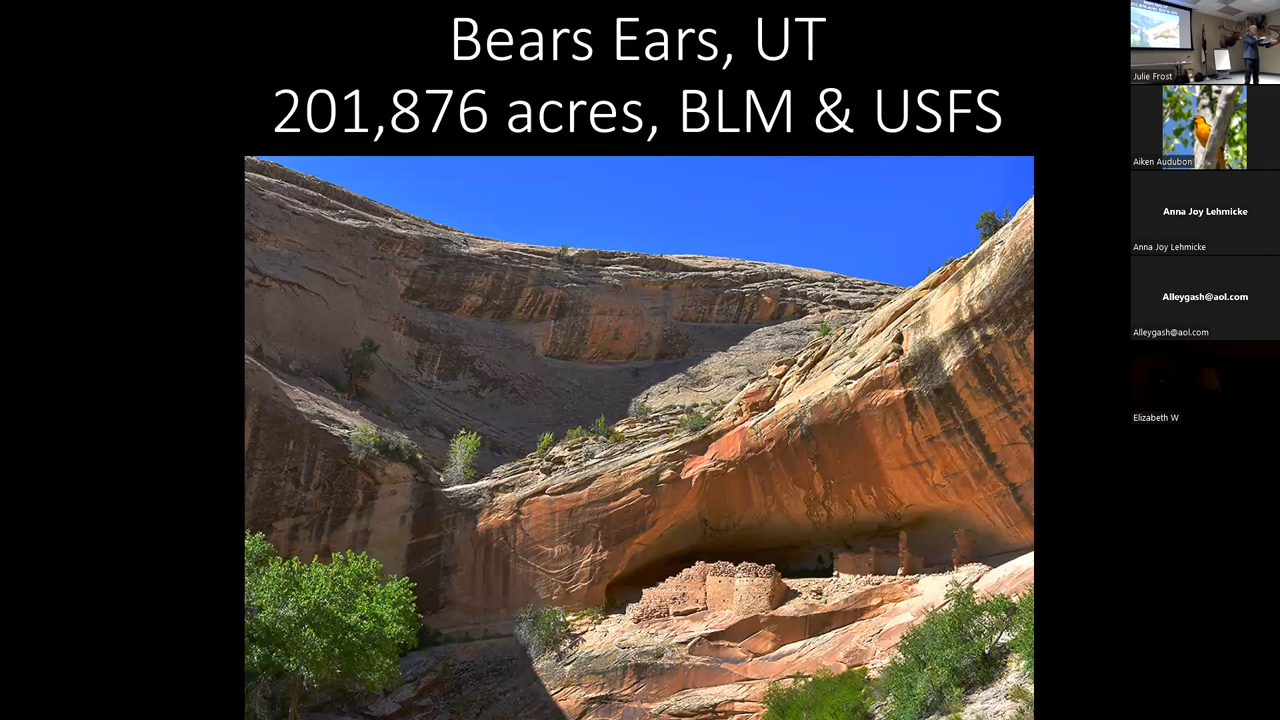 Bears Ears, UT
201,876 acres, BLM & USFS
Julie Frost
Aiken Audubon
Anna Joy Lehmicke
Anna Joy Lehmicke
Alleygash@aol.com
Alleygash@aol.com
Elizabeth W